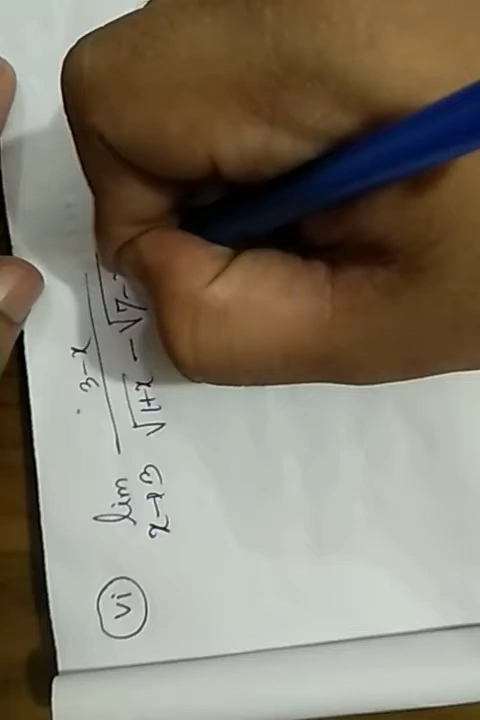 (vi) lim 3-x
x→3 √1+x - √7-